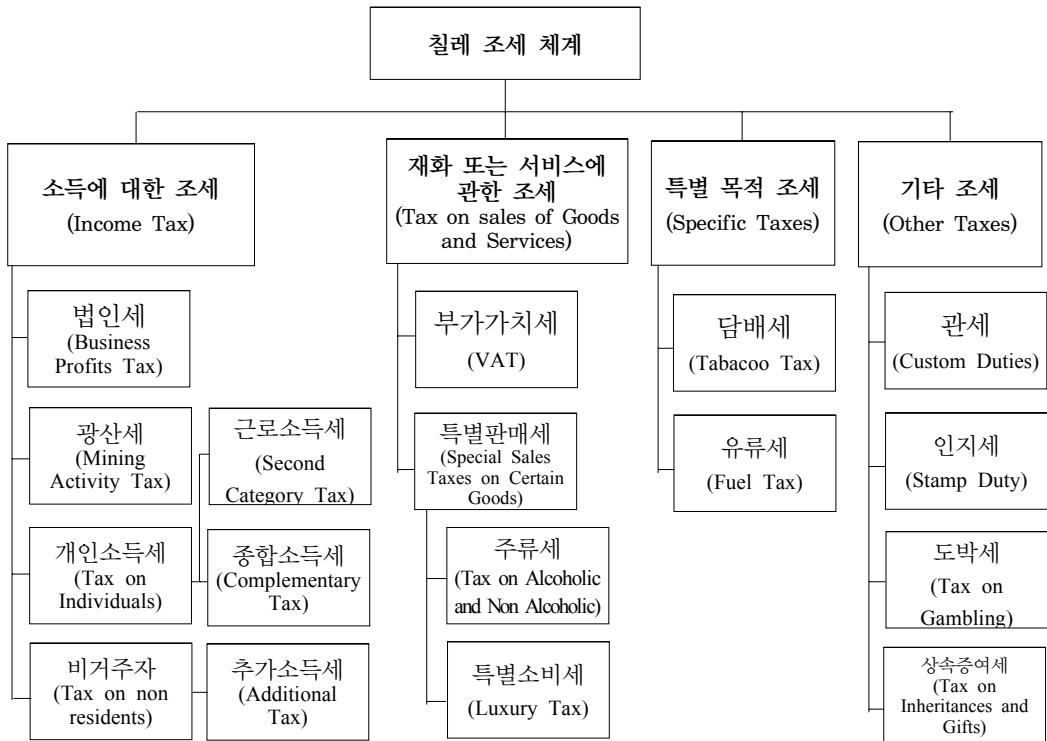 칠레 조세 체계
소득에 대한 조세
(Income Tax)
재화 또는 서비스에
관한 조세
(Tax on sales of Goods
and Services)
특별 목적 조세
(Specific Taxes)
기타 조세
(Other Taxes)
법인세
(Business
Profits Tax)
광산세
(Mining
Activity Tax)
근로소득세
(Second
Category Tax)
개인소득세
(Tax on
Individuals)
종합소득세
(Complementary
Tax)
비거주자
(Tax on non
residents)
추가소득세
(Additional
Tax)
부가가치세
(VAT)
특별판매세
(Special Sales
Taxes on Certain
Goods)
주류세
(Tax on Alcoholic
and Non Alcoholic)
특별소비세
(Luxury Tax)
담배세
(Tabacoo Tax)
유류세
(Fuel Tax)
관세
(Custom Duties)
인지세
(Stamp Duty)
도박세
(Tax on
Gambling)
상속증여세
(Tax on
Inheritances and
Gifts)